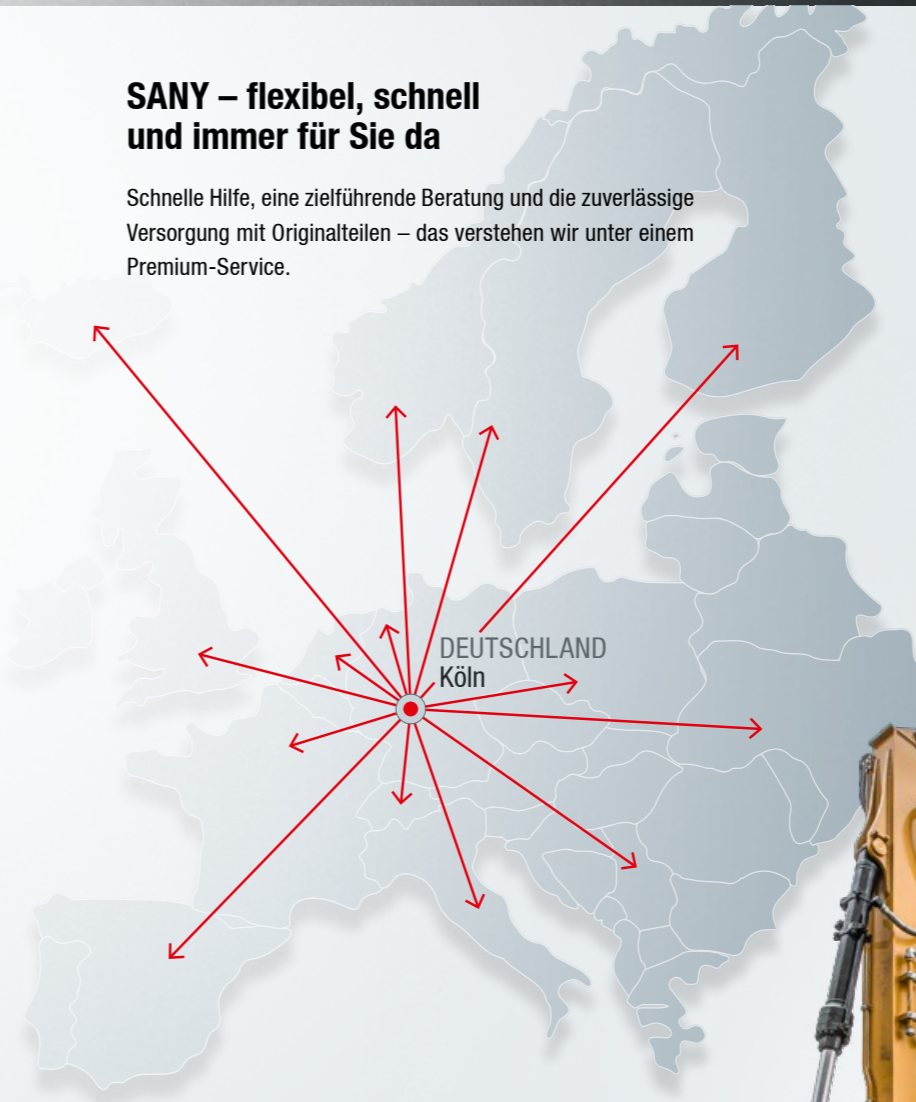 SANY – flexibel, schnell
und immer für Sie da
Schnelle Hilfe, eine zielführende Beratung und die zuverlässige
Versorgung mit Originalteilen – das verstehen wir unter einem
Premium-Service.
DEUTSCHLAND
Köln